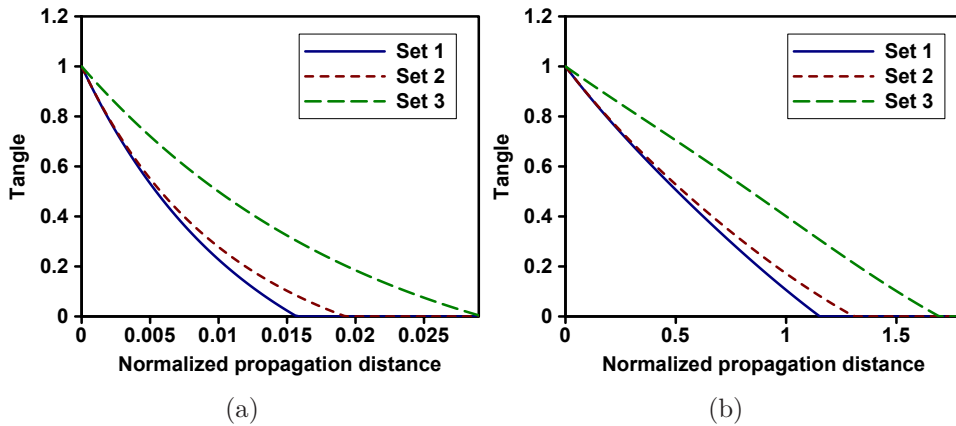 1.2
1
0.8
0.6
0.4
0.2
0
Tangle
Set 1
Set 2
Set 3
0 0.005 0.01 0.015 0.02 0.025
Normalized propagation distance
(a)
1.2
1
0.8
0.6
0.4
0.2
0
Tangle
Set 1
Set 2
Set 3
0 0.5 1 1.5
Normalized propagation distance
(b)